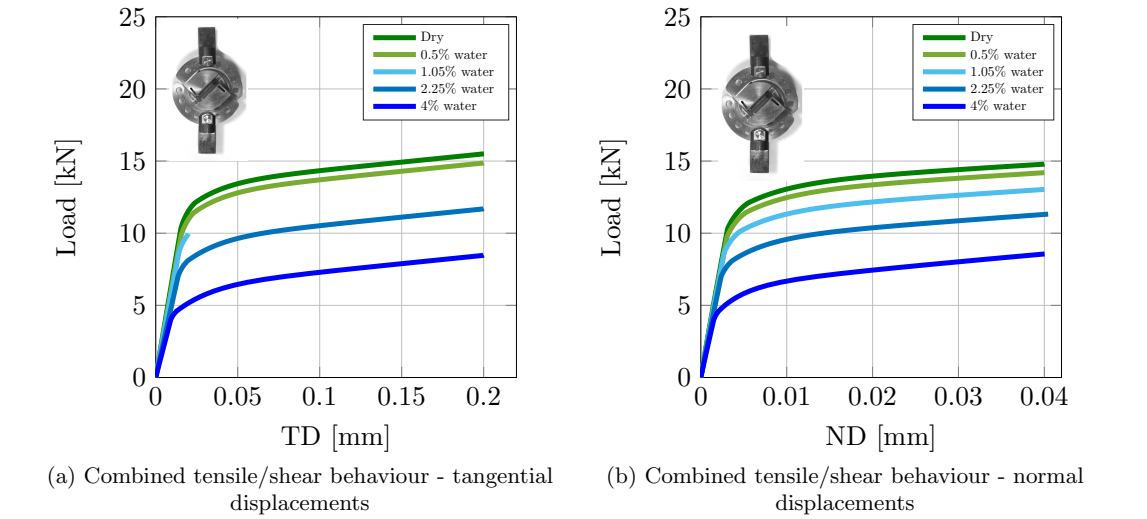 25
20
15
10
5
0
Load [kN]
0 0.05 0.1 0.15 0.2
TD [mm]
Dry
0.5% water
1.05% water
2.25% water
4% water
(a) Combined tensile/shear behaviour - tangential
displacements
25
20
15
10
5
0
Load [kN]
0 0.01 0.02 0.03 0.04
ND [mm]
Dry
0.5% water
1.05% water
2.25% water
4% water
(b) Combined tensile/shear behaviour - normal
displacements